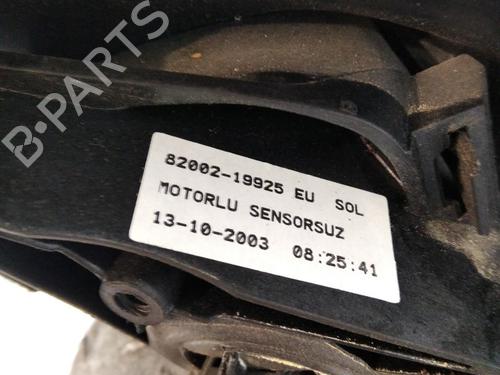 B-PARTS
82002-19925 EU SOL
MOTORLU SENSORSUZ
13-10-2003 08:25:41